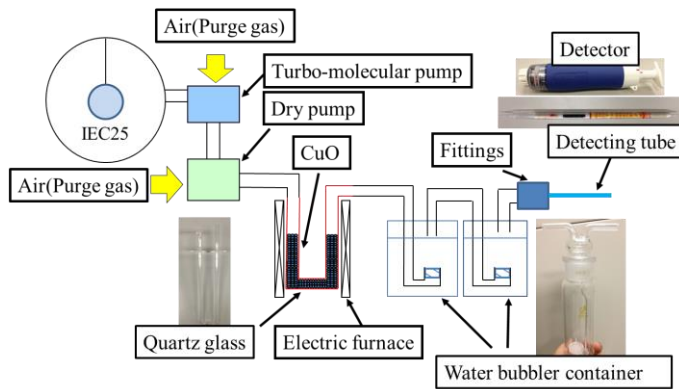 Air(Purge gas)
Detector
Turbo-molecular pump
IEC25
Dry pump
CuO
Fittings
Detecting tube
Air(Purge gas)
Quartz glass
Electric furnace
Water bubbler container